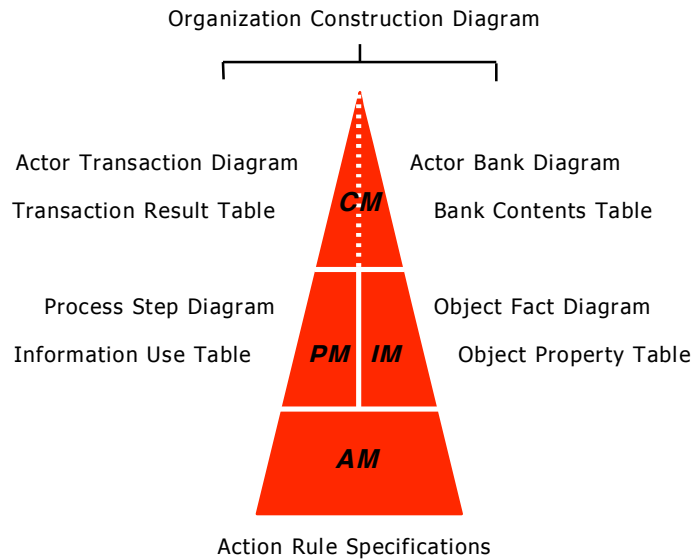 Organization Construction Diagram
Actor Transaction Diagram
Actor Bank Diagram
Transaction Result Table
CM
Bank Contents Table
Process Step Diagram
Object Fact Diagram
Information Use Table
PM
IM
Object Property Table
AM
Action Rule Specifications